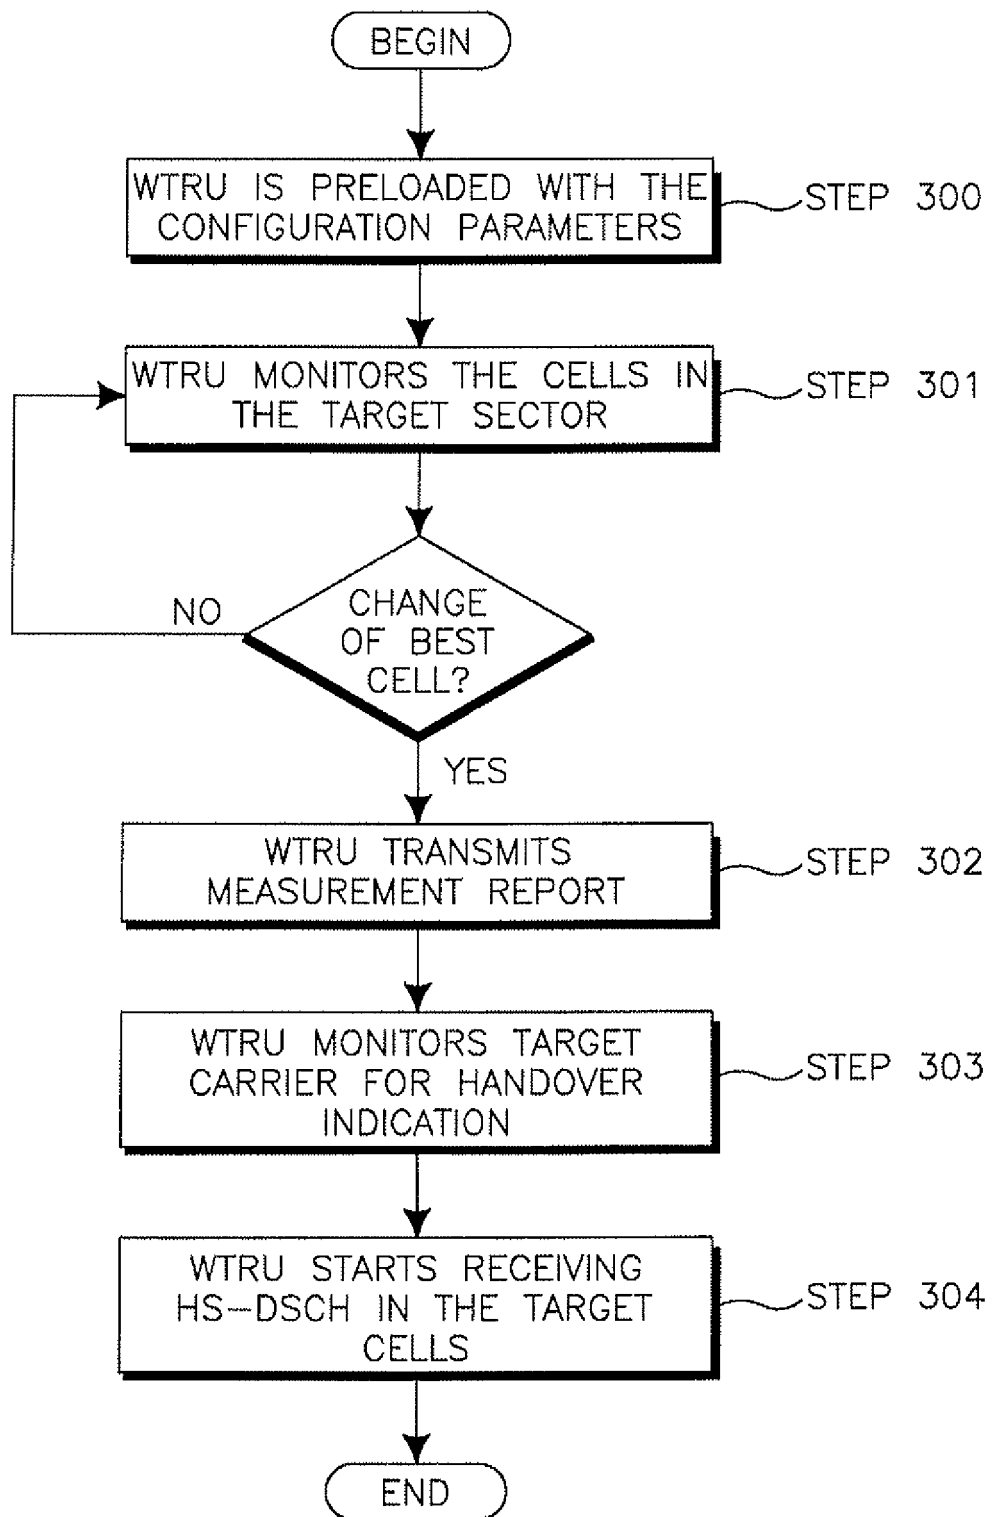 BEGIN
WTRU IS PRELOADED WITH THE
CONFIGURATION PARAMETERS
STEP 300
WTRU MONITORS THE CELLS IN
THE TARGET SECTOR
STEP 301
CHANGE
OF BEST
CELL?
NO
YES
WTRU TRANSMITS
MEASUREMENT REPORT
STEP 302
WTRU MONITORS TARGET
CARRIER FOR HANDOVER
INDICATION
STEP 303
WTRU STARTS RECEIVING
HS-DSCH IN THE TARGET
CELLS
STEP 304
END